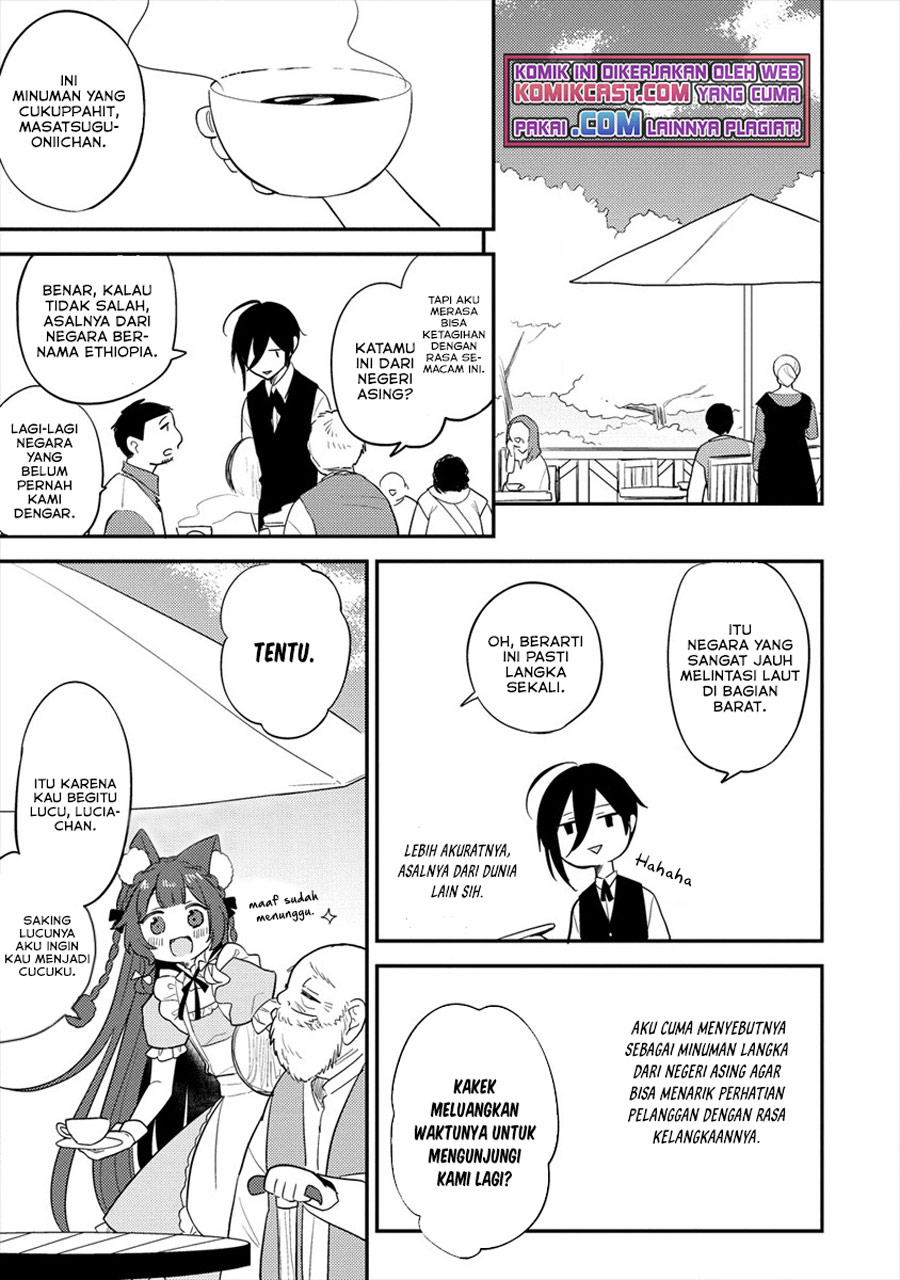 KOMIK INI DIKERJAKAN OLEH WEB
KOMIKCAST.COM YANG CUMA
PAKAI .COM LAINNYA PLAGIAT!
INI
MINUMAN YANG
CUKUPPAHIT,
MASATSUGU-
ONIICHAN.
TAPI AKU
MERASA
BISA
KETAGIHAN
DENGAN
RASA SE-
MACAM INI.
KATAMU
INI DARI
NEGERI
ASING?
BENAR, KALAU
TIDAK SALAH,
ASALNYA DARI
NEGARA BER-
NAMA ETHIOPIA.
LAGI-LAGI
NEGARA
YANG
BELUM
PERNAH
KAMI
DENGAR.
ITU
NEGARA YANG
SANGAT JAUH
MELINTASI LAUT
DI BAGIAN
BARAT.
OH, BERARTI
INI PASTI
LANGKA
SEKALI.
Hahaha
LEBIH AKURATNYA,
ASALNYA DARI DUNIA
LAIN SIH.
AKU CUMA MENYEBUTNYA
SEBAGAI MINUMAN LANGKA
DARI NEGERI ASING AGAR
BISA MENARIK PERHATIAN
PELANGGAN DENGAN RASA
KELANGKAANNYA.
KAKEK
MELUANGKAN
WAKTUNYA UNTUK
MENGUNJUNGI
KAMI LAGI?
TENTU.
ITU KARENA
KAU BEGITU
LUCU, LUCIA-
CHAN.
maaf sudah
menunggu.
SAKING
LUCUNYA
AKU INGIN
KAU MENJADI
CUCUKU.